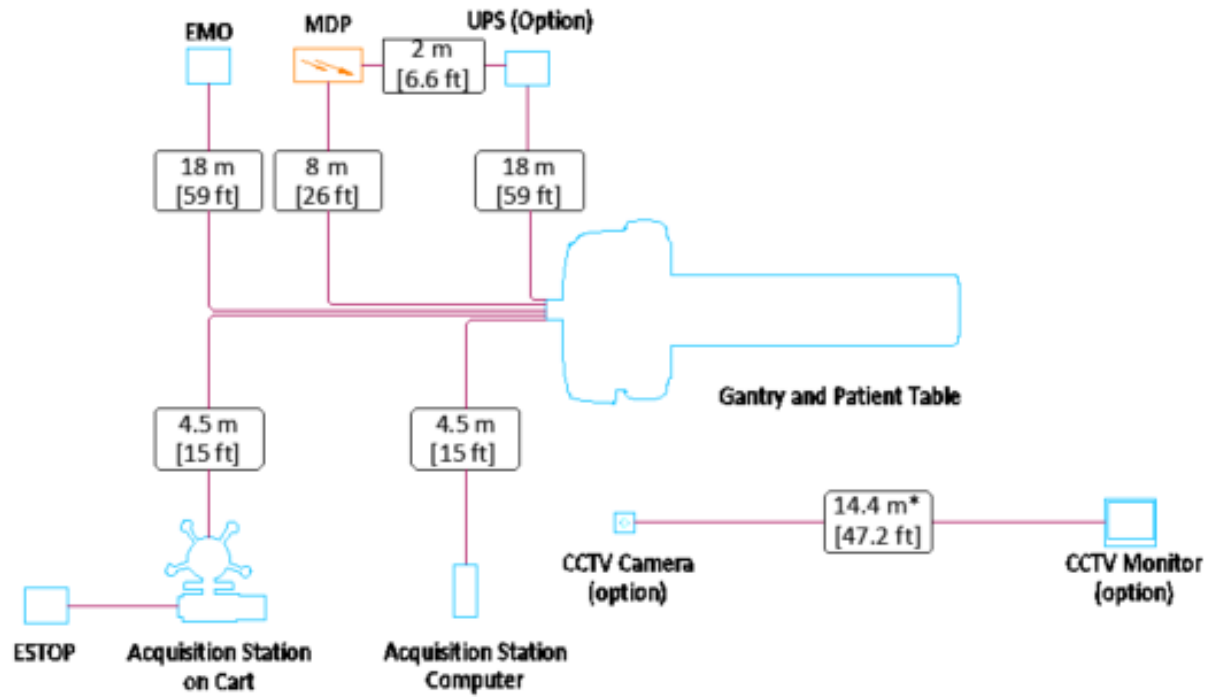 EMO
MDP
UPS (Option)
2 m
[6.6 ft]
18 m
[59 ft]
8 m
[26 ft]
18 m
[59 ft]
Gantry and Patient Table
4.5 m
[15 ft]
4.5 m
[15 ft]
14.4 m*
[47.2 ft]
CCTV Camera
(option)
CCTV Monitor
(option)
ESTOP
Acquisition Station
on Cart
Acquisition Station
Computer